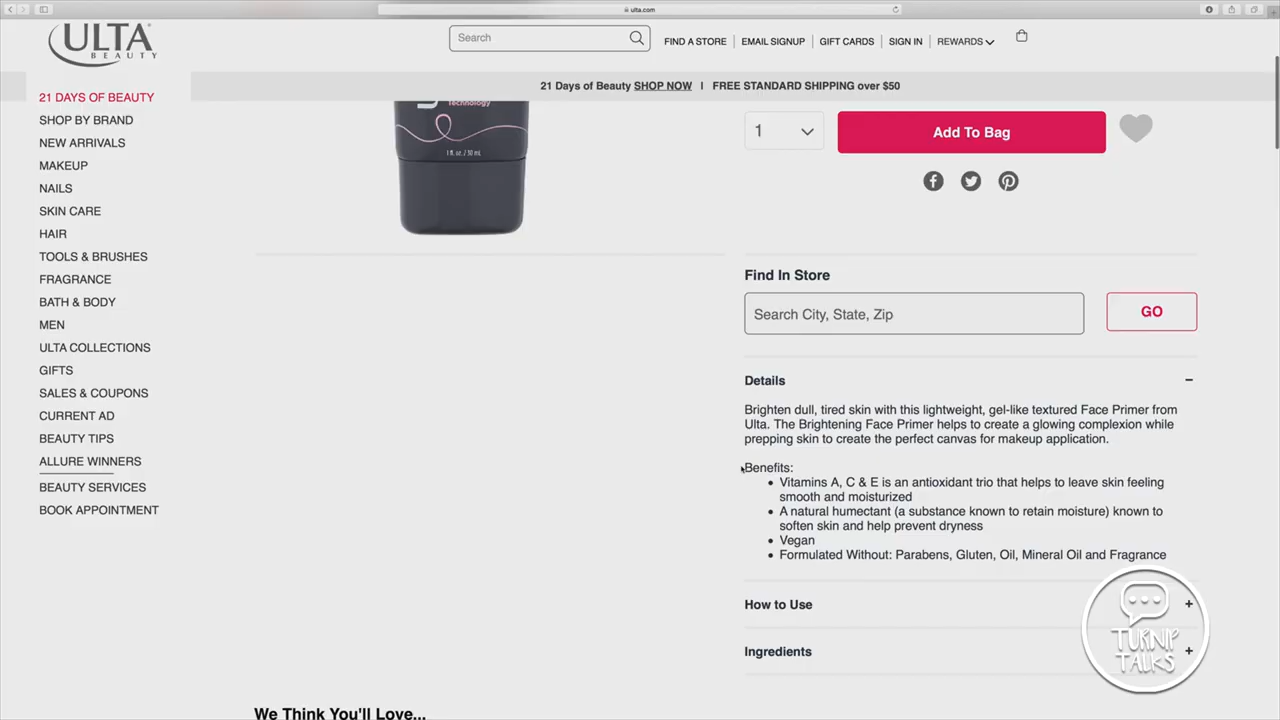 ulta.com
ULTA
BEAUTY
Search
FIND A STORE
EMAIL SIGNUP
GIFT CARDS
SIGN IN
REWARDS
21 Days of Beauty SHOP NOW I FREE STANDARD SHIPPING over $50
21 DAYS OF BEAUTY
SHOP BY BRAND
NEW ARRIVALS
MAKEUP
NAILS
SKIN CARE
HAIR
TOOLS & BRUSHES
FRAGRANCE
BATH & BODY
MEN
ULTA COLLECTIONS
GIFTS
SALES & COUPONS
CURRENT AD
BEAUTY TIPS
ALLURE WINNERS
BEAUTY SERVICES
BOOK APPOINTMENT
Technology
1 fl. oz. / 30 mL
1
Add To Bag
Find In Store
Search City, State, Zip
GO
Details
Brighten dull, tired skin with this lightweight, gel-like textured Face Primer from
Ulta. The Brightening Face Primer helps to create a glowing complexion while
prepping skin to create the perfect canvas for makeup application.
Benefits:
• Vitamins A, C & E is an antioxidant trio that helps to leave skin feeling
smooth and moisturized
• A natural humectant (a substance known to retain moisture) known to
soften skin and help prevent dryness
• Vegan
• Formulated Without: Parabens, Gluten, Oil, Mineral Oil and Fragrance
How to Use
+
Ingredients
+
TURNIP
TALKS
We Think You'll Love...